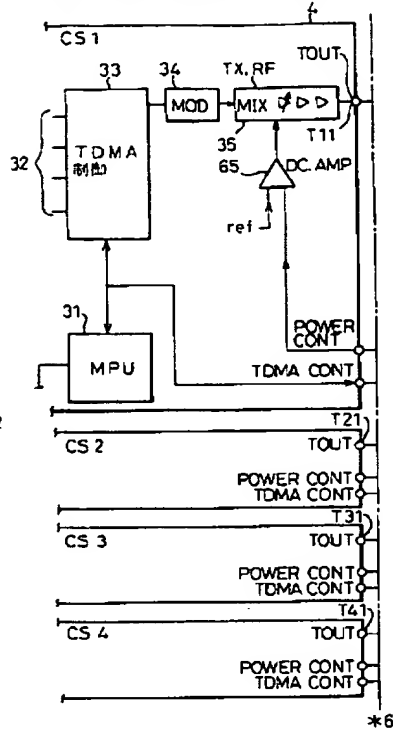 4
CS 1
33
34
TX. RF
TOUT
MOD
MIX
T11
35
TDMA
制御
32
65
DC. AMP
ref
31
MPU
POWER
CONT
TDMA CONT
2
T21
CS 2
TOUT
POWER CONT
TDMA CONT
T31
CS 3
TOUT
POWER CONT
TDMA CONT
T41
CS 4
TOUT
POWER CONT
TDMA CONT
*6